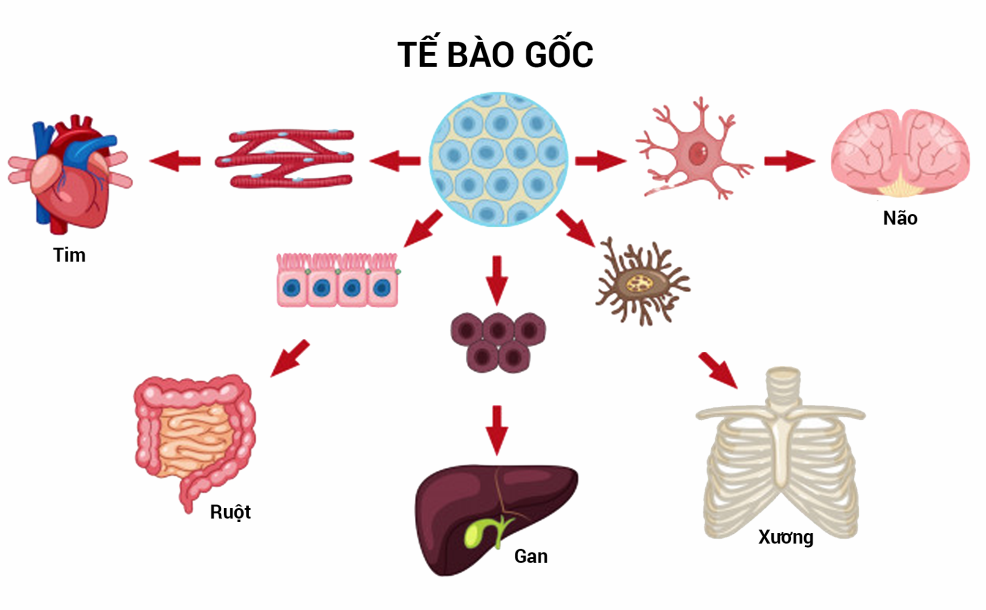 TẾ BÀO GỐC
Tim
Não
Ruột
Gan
Xương